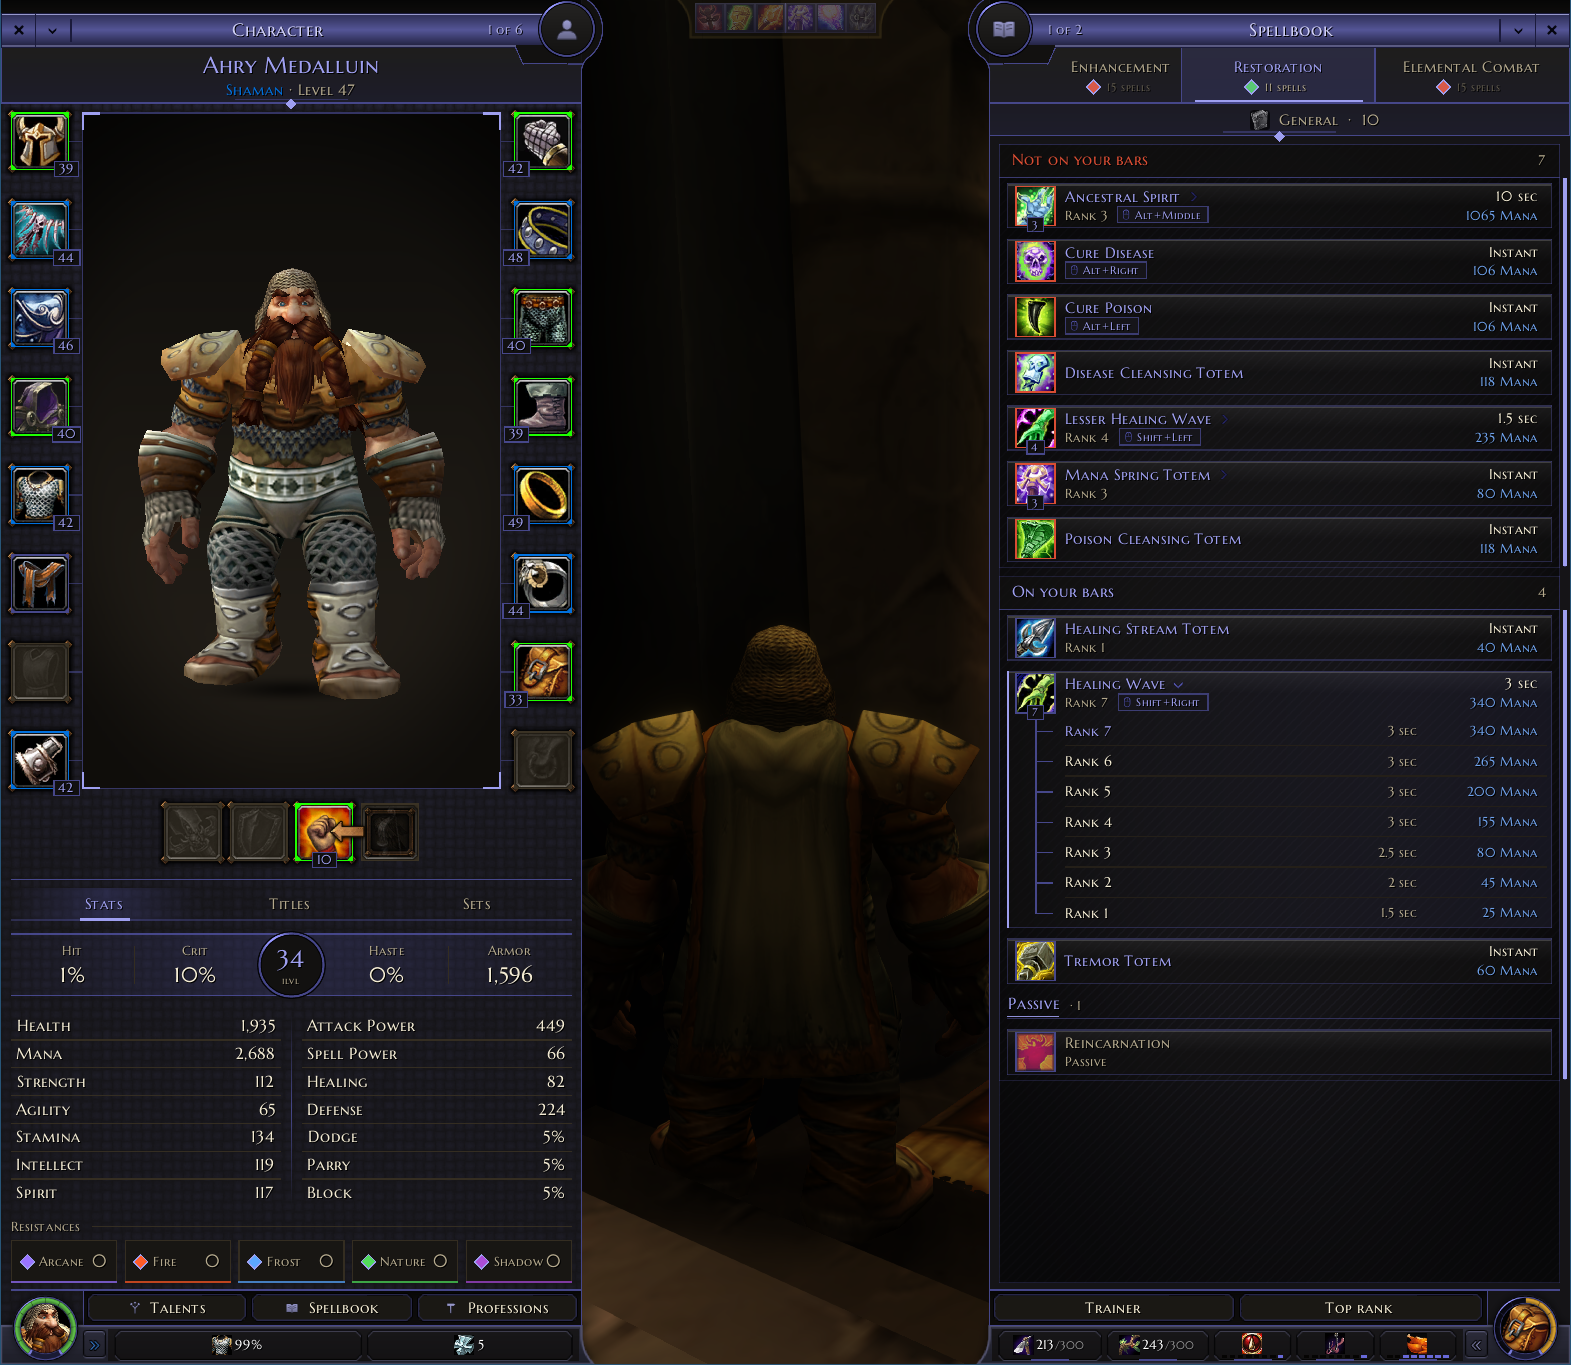 Character
1 of 6
Ahry Medalluin
Shaman · Level 47
39
44
46
40
42
42
42
48
40
39
49
44
33
10
Stats
Titles
Sets
Hit
1%
Crit
10%
34
ilvl
Haste
0%
Armor
1,596
Health 1,935
Mana 2,688
Strength 112
Agility 65
Stamina 134
Intellect 119
Spirit 117
Attack Power 449
Spell Power 66
Healing 82
Defense 224
Dodge 5%
Parry 5%
Block 5%
Resistances
Arcane 0
Fire 0
Frost 0
Nature 0
Shadow 0
Talents
Spellbook
Professions
99%
5
1 of 2
Spellbook
Enhancement
15 spells
Restoration
11 spells
Elemental Combat
15 spells
General · 10
Not on your bars 7
Ancestral Spirit 10 sec
3
Rank 3 Alt+Middle 1065 Mana
Cure Disease Instant
Alt+Right 106 Mana
Cure Poison Instant
Alt+Left 106 Mana
Disease Cleansing Totem
Instant
118 Mana
Lesser Healing Wave 1.5 sec
4
Rank 4 Shift+Left 235 Mana
Mana Spring Totem Instant
3
Rank 3 80 Mana
Poison Cleansing Totem
Instant
118 Mana
On your bars 4
Healing Stream Totem Instant
Rank 1 40 Mana
Healing Wave 3 sec
7
Rank 7 Shift+Right 340 Mana
Rank 7 3 sec 340 Mana
Rank 6 3 sec 265 Mana
Rank 5 3 sec 200 Mana
Rank 4 3 sec 155 Mana
Rank 3 2.5 sec 80 Mana
Rank 2 2 sec 45 Mana
Rank 1 1.5 sec 25 Mana
Tremor Totem
Instant
60 Mana
Passive · 1
Reincarnation
Passive
Trainer
Top rank
213/300
243/300